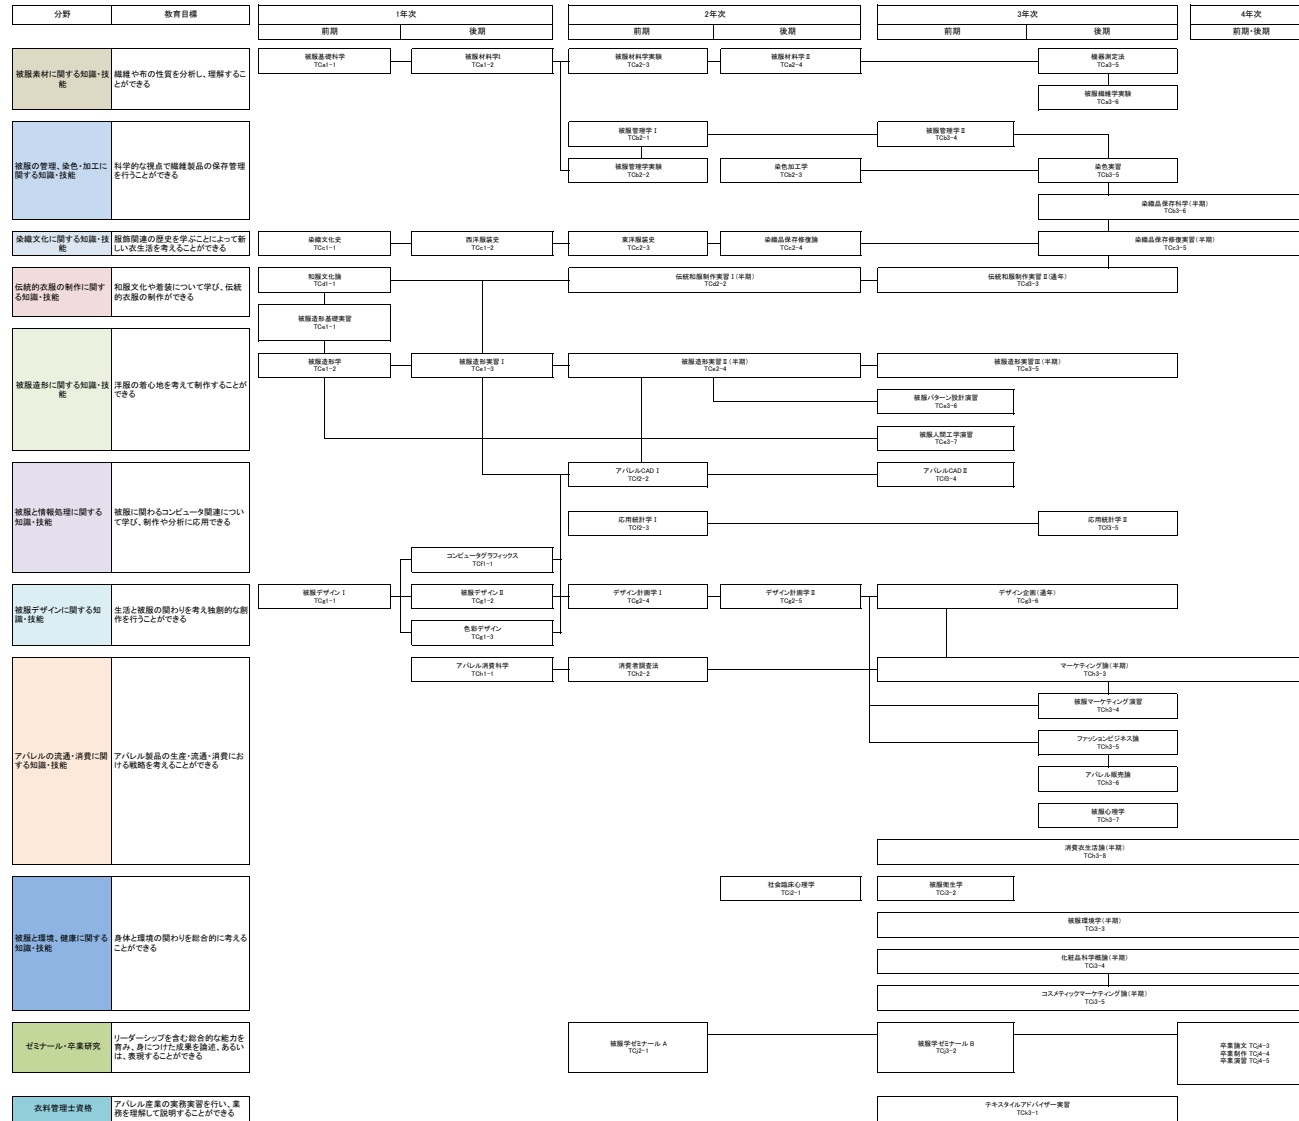 分野
教育目標
1年次
2年次
3年次
4年次
前期
後期
前期
後期
前期
後期
前期・後期
被服素材に関する知識・技
能
繊維や布の性質を分析し、理解するこ
とができる
被服基礎科学
TCa1-1
被服材料学Ⅰ
TCa1-2
被服材料学実験
TCa2-3
被服材料学Ⅱ
TCa2-4
機器測定法
TCa3-5
被服繊維学実験
TCa3-6
被服の管理、染色・加工に
関する知識・技能
科学的な視点で繊維製品の保存管理
を行うことができる
被服管理学Ⅰ
TCb2-1
被服管理学Ⅱ
TCb3-4
被服管理学実験
TCb2-2
染色加工学
TCb2-3
染色実習
TCb3-5
染織品保存科学(半期)
TCb3-6
染織文化に関する知識・技
能
服飾関連の歴史を学ぶことによって新
しい衣生活を考えることができる
染織文化史
TCc1-1
西洋服装史
TCc1-2
東洋服装史
TCc2-3
染織品保存修復論
TCc2-4
染織品保存修復実習(半期)
TCc3-5
伝統的衣服の制作に関す
る知識・技能
和服文化や着装について学び、伝統
的衣服の制作ができる
和服文化論
TCd1-1
伝統和服制作実習Ⅰ(半期)
TCd2-2
伝統和服制作実習Ⅱ(通年)
TCd3-3
被服造形基礎実習
TCe1-1
被服造形に関する知識・技
能
洋服の着心地を考えて制作することが
できる
被服造形学
TCe1-2
被服造形実習Ⅰ
TCe1-3
被服造形実習Ⅱ(半期)
TCe2-4
被服造形実習Ⅲ(半期)
TCe3-5
被服パターン設計演習
TCe3-6
被服人間工学演習
TCe3-7
被服と情報処理に関する
知識・技能
被服に関わるコンピュータ関連につい
て学び、制作や分析に応用できる
アパレルCADⅠ
TCf2-2
アパレルCADⅡ
TCf3-4
応用統計学Ⅰ
TCf2-3
応用統計学Ⅱ
TCf3-5
コンピュータグラフィックス
TCf1-1
被服デザインに関する知
識・技能
生活と被服の関わりを考え独創的な創
作を行うことができる
被服デザインⅠ
TCg1-1
被服デザインⅡ
TCg1-2
デザイン計画学Ⅰ
TCg2-4
デザイン計画学Ⅱ
TCg2-5
デザイン企画(通年)
TCg3-6
色彩デザイン
TCg1-3
アパレルの流通・消費に関
する知識・技能
アパレル製品の生産・流通・消費にお
ける戦略を考えることができる
アパレル消費科学
TCh1-1
消費者調査法
TCh2-2
マーケティング論(半期)
TCh3-3
被服マーケティング演習
TCh3-4
ファッションビジネス論
TCh3-5
アパレル販売論
TCh3-6
被服心理学
TCh3-7
消費衣生活論(半期)
TCh3-8
被服と環境、健康に関する
知識・技能
身体と環境の関わりを総合的に考える
ことができる
社会臨床心理学
TCi2-1
被服衛生学
TCi3-2
被服環境学(半期)
TCi3-3
化粧品科学概論(半期)
TCi3-4
コスメティックマーケティング論(半期)
TCi3-5
ゼミナール・卒業研究
リーダーシップを含む総合的な能力を
育み、身につけた成果を論述、あるい
は、表現することができる
被服学ゼミナール A
TCj2-1
被服学ゼミナール B
TCj3-2
卒業論文 TCj4-3
卒業制作 TCj4-4
卒業演習 TCj4-5
衣料管理士資格
アパレル産業の実務実習を行い、業
務を理解して説明することができる
テキスタイルアドバイザー実習
TCk3-1